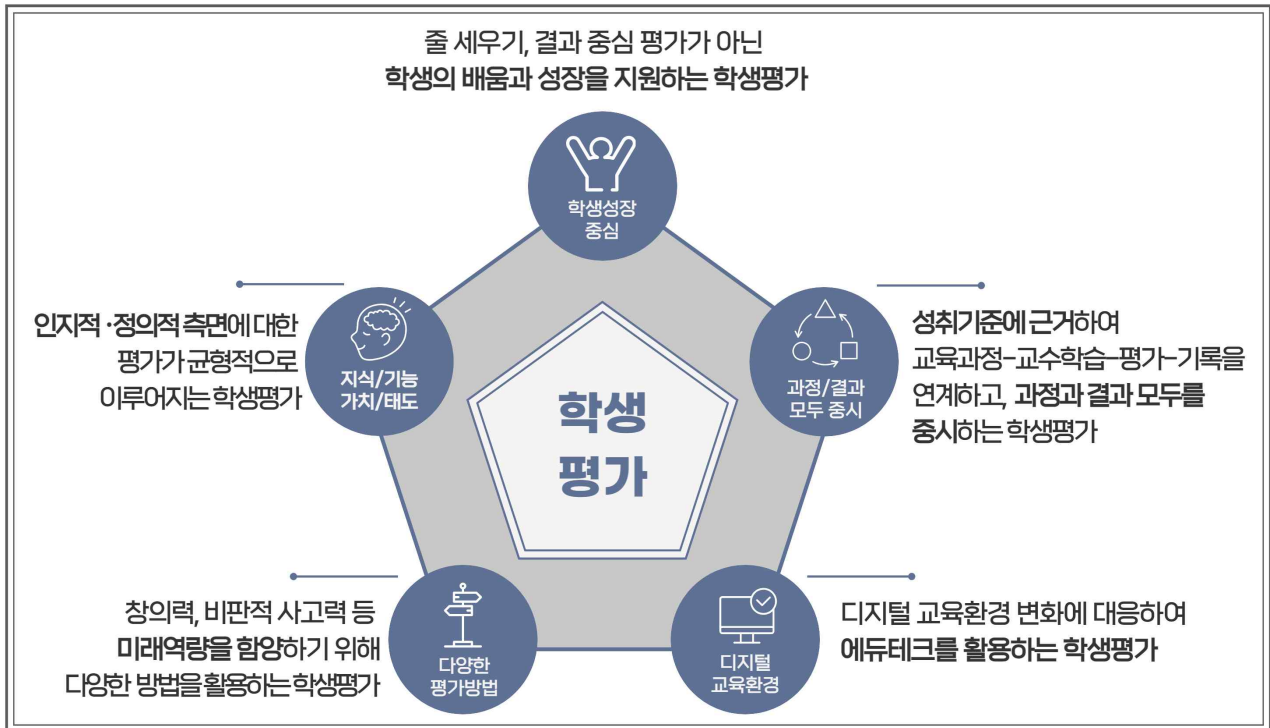 줄 세우기, 결과 중심 평가가 아닌
학생의 배움과 성장을 지원하는 학생평가
학생성장
중심
인지적·정의적 측면에 대한
평가가 균형적으로
이루어지는 학생평가
지식/기능
가치/태도
과정/결과
모두 중시
성취기준에 근거하여
교육과정-교수학습-평가-기록을
연계하고, 과정과 결과 모두를
중시하는 학생평가
학생
평가
창의력, 비판적 사고력 등
미래역량을 함양하기 위해
다양한 방법을 활용하는 학생평가
다양한
평가방법
디지털
교육환경
디지털 교육환경 변화에 대응하여
에듀테크를 활용하는 학생평가